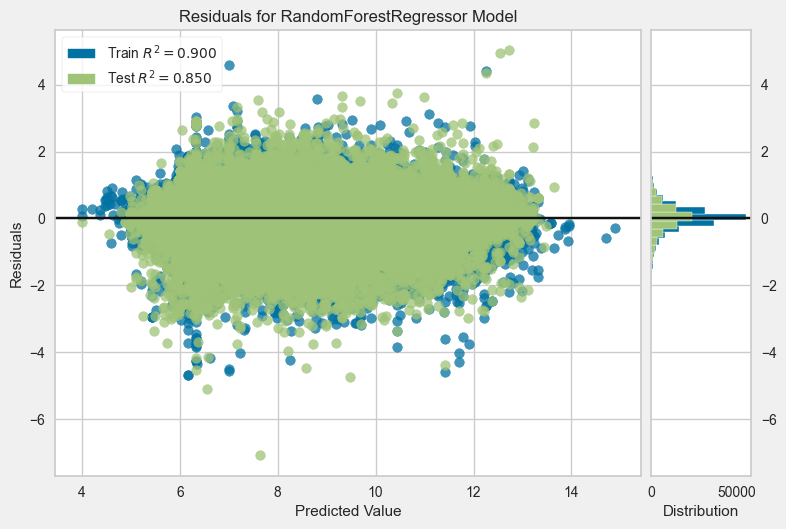 Residuals for RandomForestRegressor Model
Train R² = 0.900
Test R² = 0.850
Residuals
4
2
0
−2
−4
−6
4 6 8 10 12 14
Predicted Value
4
2
0
−2
−4
−6
0 50000
Distribution